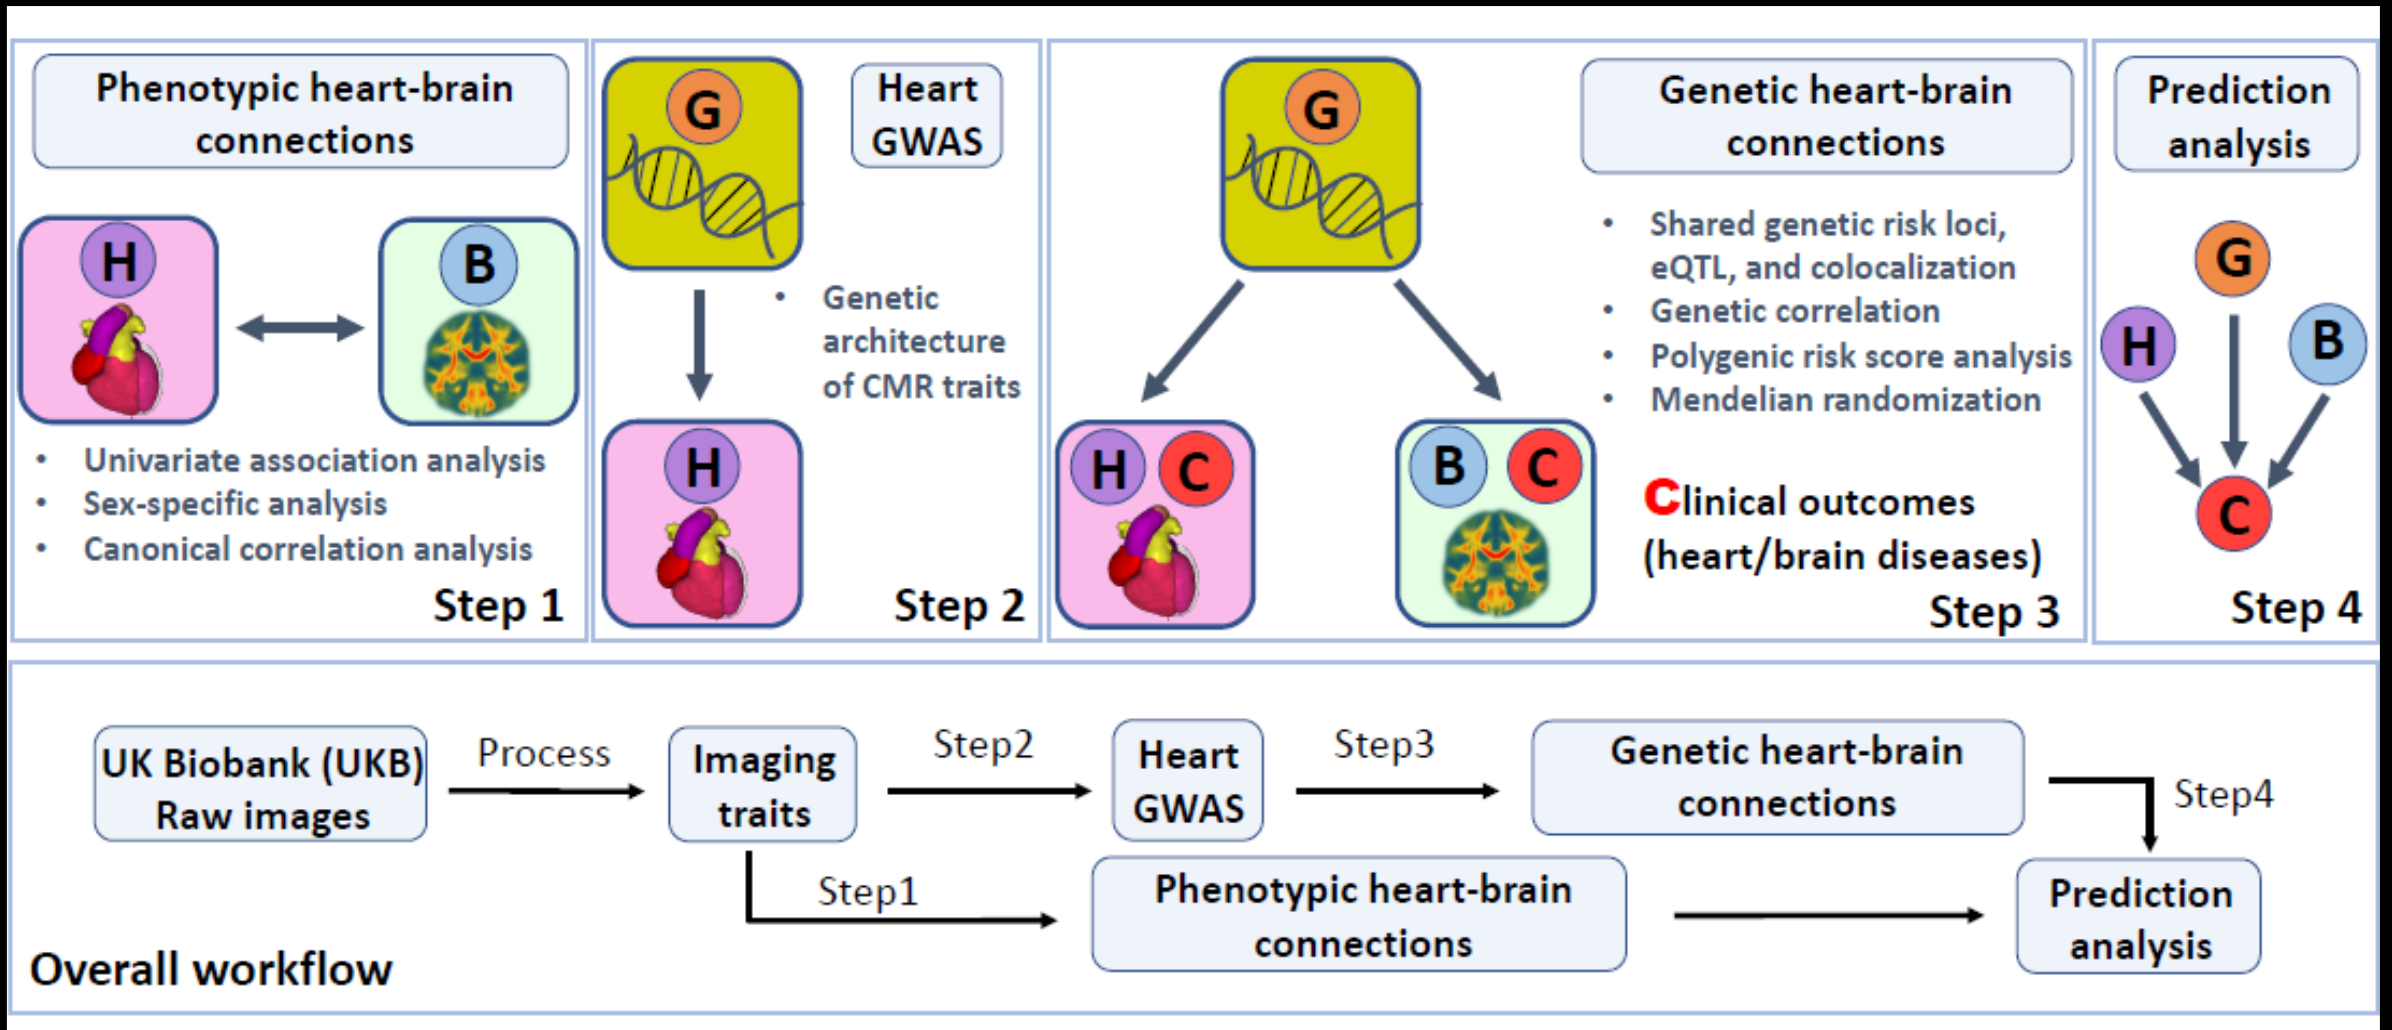 Phenotypic heart-brain
connections
H
B
• Univariate association analysis
• Sex-specific analysis
• Canonical correlation analysis
Step 1
G
Heart
GWAS
• Genetic
architecture
of CMR traits
H
Step 2
G
Genetic heart-brain
connections
• Shared genetic risk loci,
eQTL, and colocalization
• Genetic correlation
• Polygenic risk score analysis
• Mendelian randomization
H C
B C
Clinical outcomes
(heart/brain diseases)
Step 3
Prediction
analysis
G
H
B
C
Step 4
UK Biobank (UKB)
Raw images
Process
Imaging
traits
Step2
Heart
GWAS
Step3
Genetic heart-brain
connections
Step4
Step1
Phenotypic heart-brain
connections
Prediction
analysis
Overall workflow